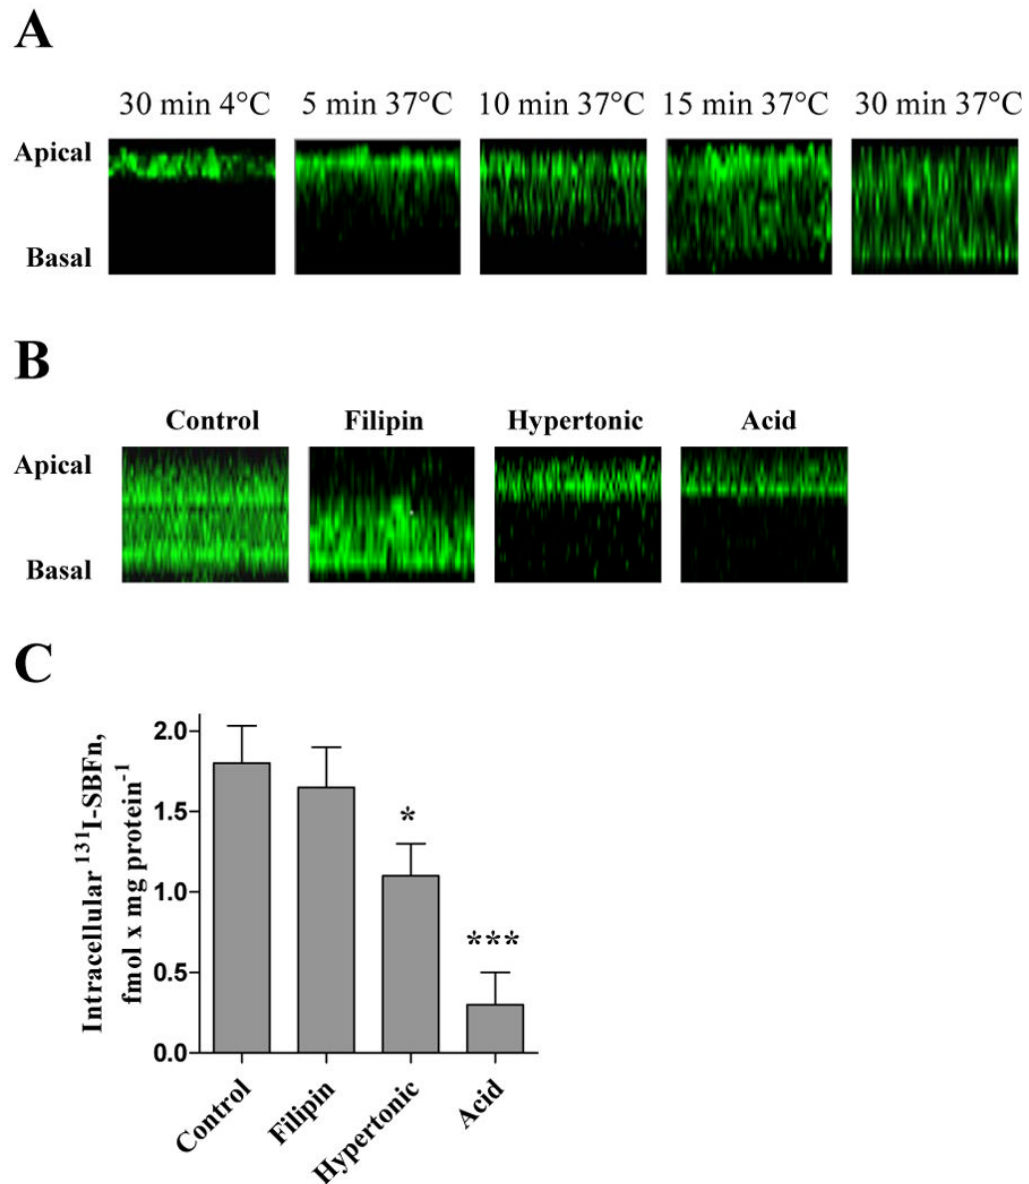 A
30 min 4°C 5 min 37°C 10 min 37°C 15 min 37°C 30 min 37°C
Apical
Basal
B
Control Filipin Hypertonic Acid
Apical
Basal
C
Intracellular ¹³¹I-SBFn,
fmol x mg protein⁻¹
2.0
1.5
*
1.0
***
0.5
0.0
Control Filipin Hypertonic Acid